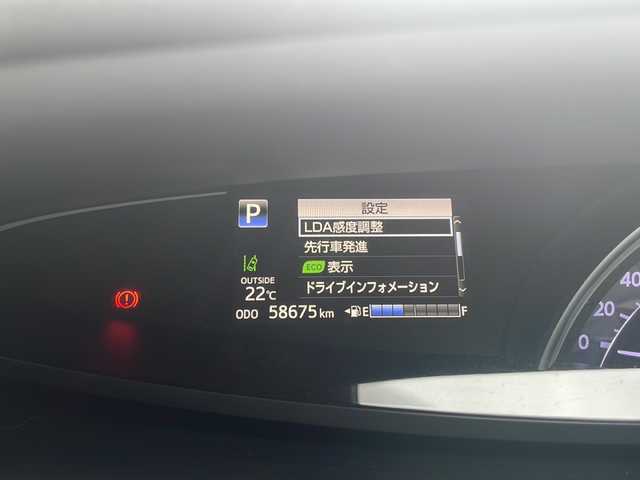 設定
P
LDA感度調整
先行車発進
ECO 表示
OUTSIDE
22℃
ドライブインフォメーション
ODO 58675 km
E F
40
20
0